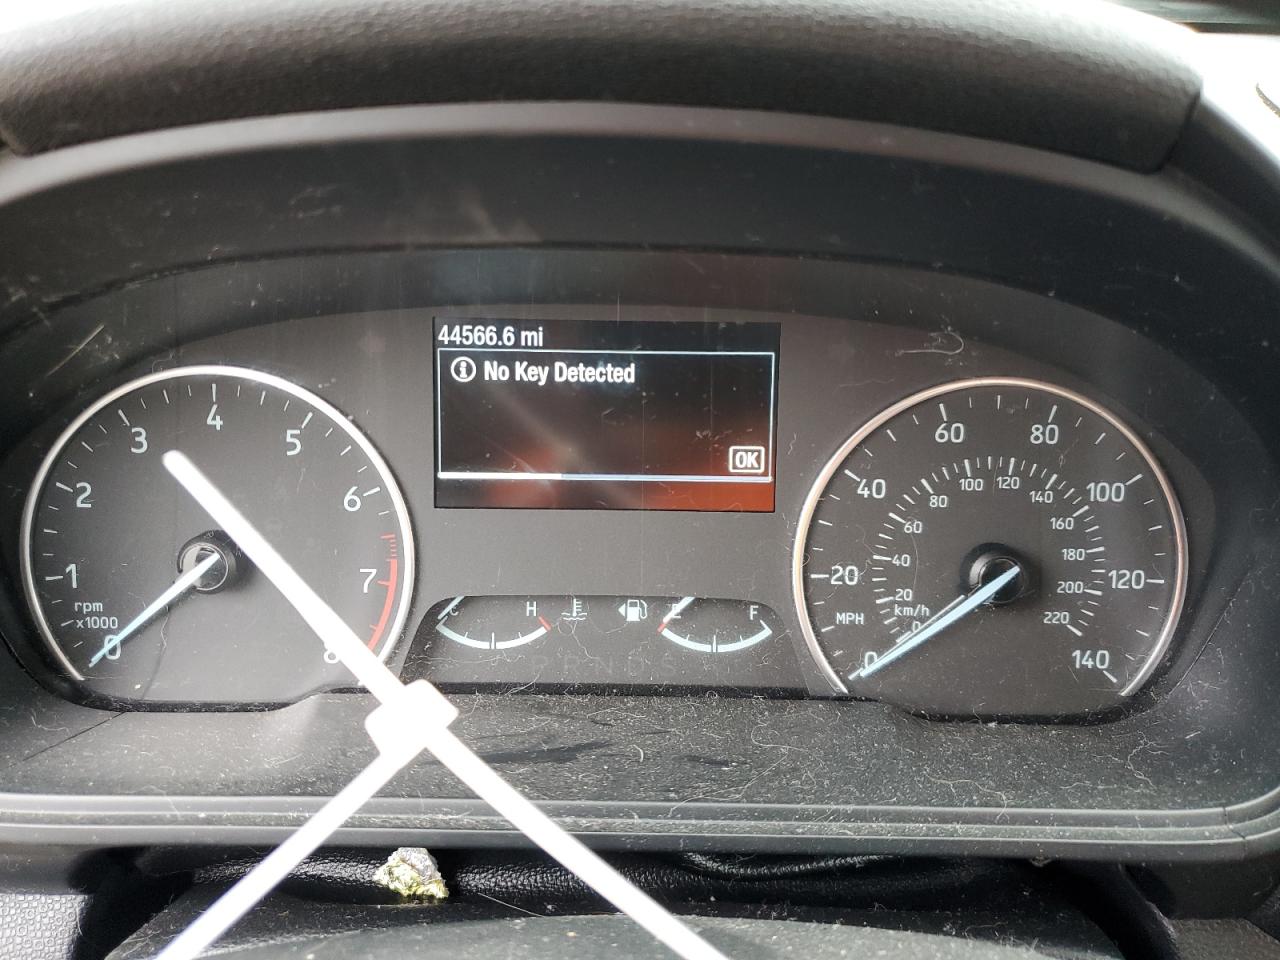 44566.6 mi
No Key Detected
OK
0 1 2 3 4 5 6 7 8
rpm
x1000
C H
E F
P R N D S
0 20 40 60 80 100 120 140
MPH
0 20 40 60 80 100 120 140 160 180 200 220
km/h